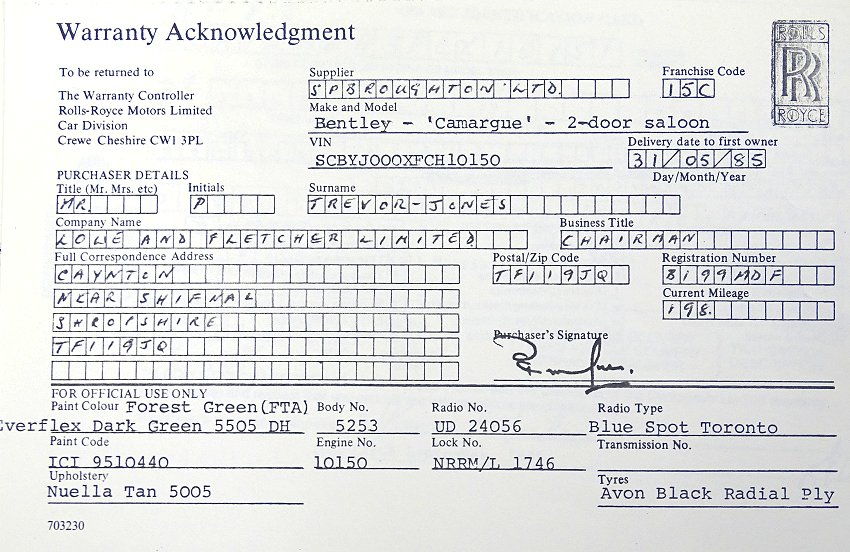 Warranty Acknowledgment
ROLLS
RR
ROYCE
To be returned to
The Warranty Controller
Rolls-Royce Motors Limited
Car Division
Crewe Cheshire CW1 3PL
Supplier
SPBROUGHTON LTD.
Franchise Code
15C
Make and Model
Bentley - 'Camargue' - 2-door saloon
VIN
SCBYJ000XFCH10150
Delivery date to first owner
31/05/85
Day/Month/Year
PURCHASER DETAILS
Title (Mr. Mrs. etc)
MR.
Initials
P
Surname
TREVOR-JONES
Company Name
AND FLETCHER LIMITED
Business Title
CHAIRMAN
Full Correspondence Address
CAYNTON
NEAR SHIFNAL
SHROPSHIRE
TF119JQ
Postal/Zip Code
TF119JQ
Registration Number
8199MDF
Current Mileage
198.
Purchaser's Signature
FOR OFFICIAL USE ONLY
Paint Colour Forest Green(FTA)
Everflex Dark Green 5505 DH
Body No.
5253
Radio No.
UD 24056
Radio Type
Blue Spot Toronto
Paint Code
ICI 9510440
Engine No.
10150
Lock No.
NRRM/L 1746
Transmission No.
Upholstery
Nuella Tan 5005
Tyres
Avon Black Radial Ply
703230